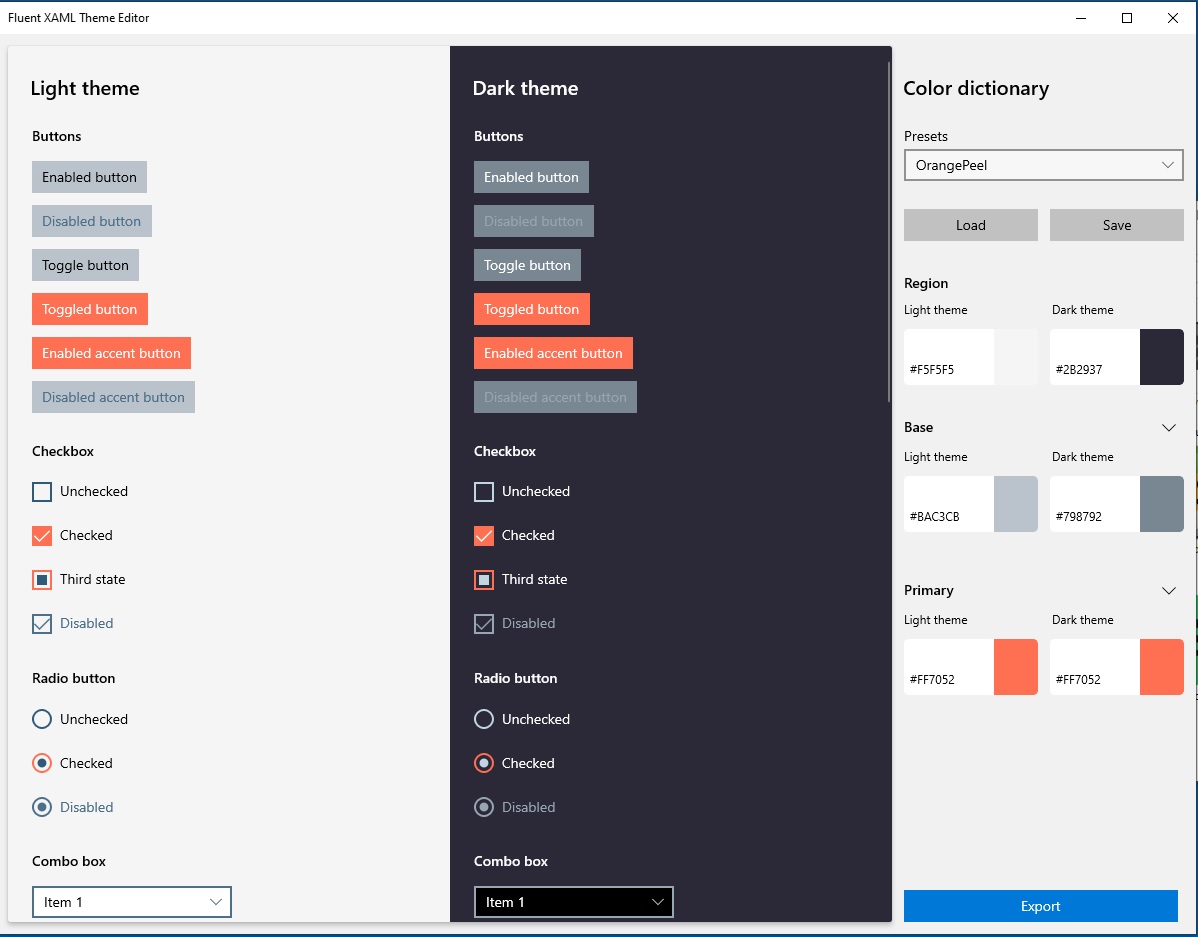 Fluent XAML Theme Editor
Light theme
Buttons
Enabled button
Disabled button
Toggle button
Toggled button
Enabled accent button
Disabled accent button
Checkbox
Unchecked
Checked
Third state
Disabled
Radio button
Unchecked
Checked
Disabled
Combo box
Item 1
Dark theme
Buttons
Enabled button
Disabled button
Toggle button
Toggled button
Enabled accent button
Disabled accent button
Checkbox
Unchecked
Checked
Third state
Disabled
Radio button
Unchecked
Checked
Disabled
Combo box
Item 1
Color dictionary
Presets
OrangePeel
Load Save
Region
Light theme Dark theme
#F5F5F5 #2B2937
Base
Light theme Dark theme
#BAC3CB #798792
Primary
Light theme Dark theme
#FF7052 #FF7052
Export